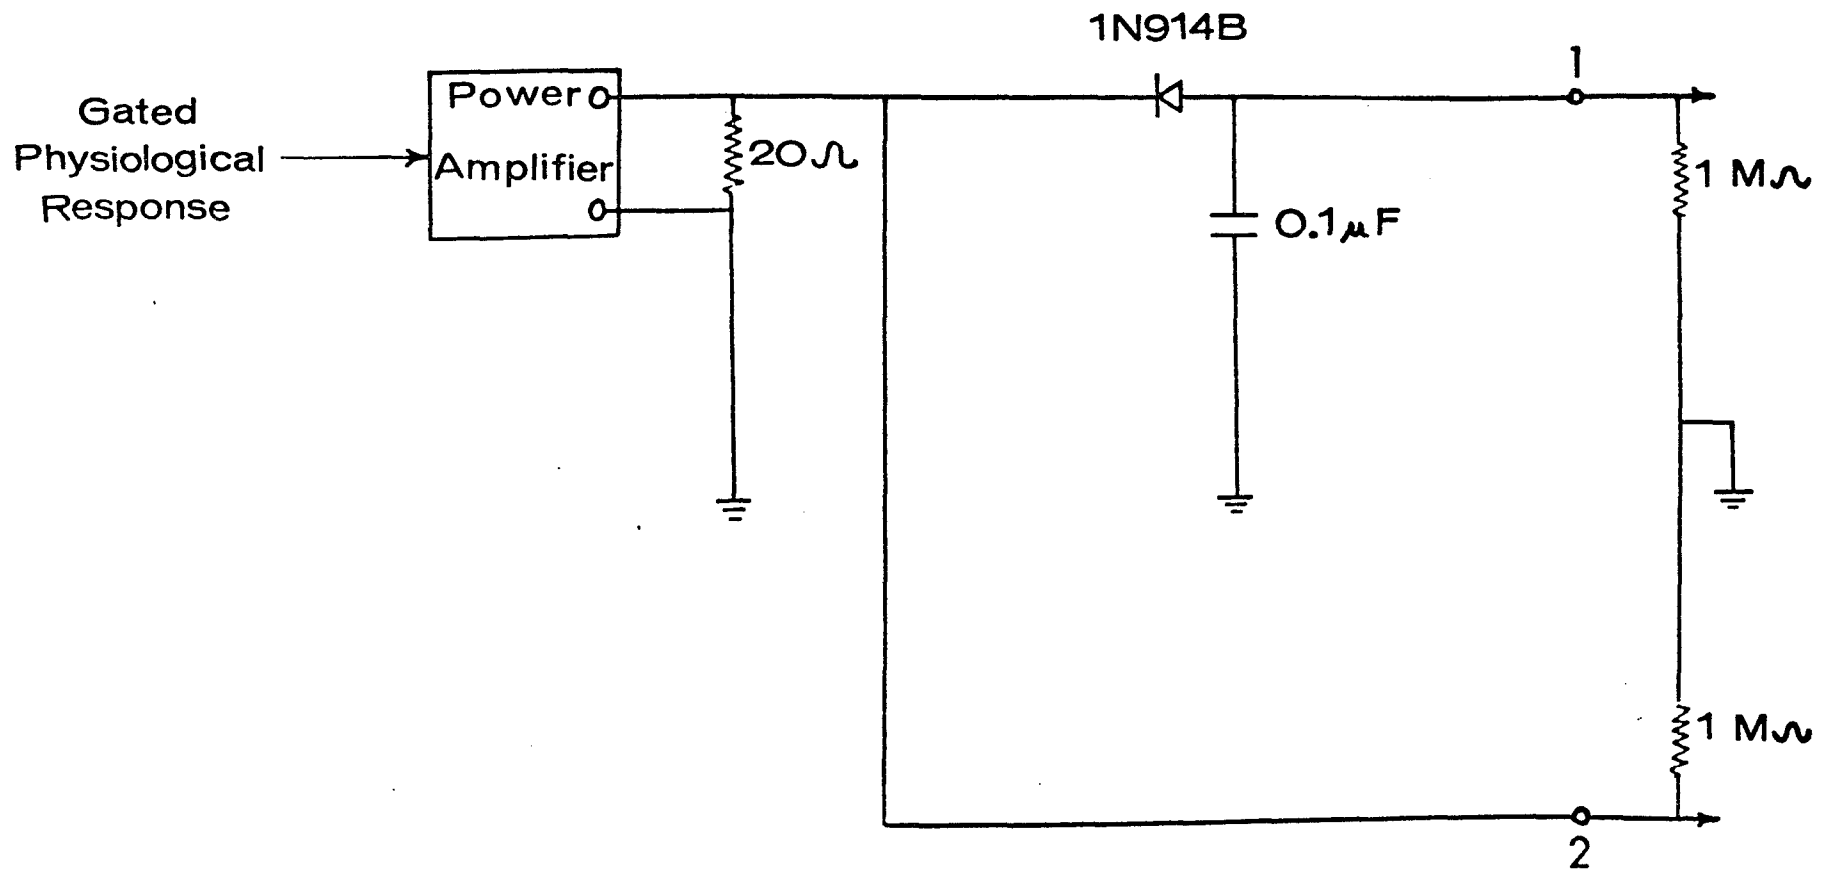 1N914B
1
Gated
Physiological
Response
Power
Amplifier
20Ω
0.1μF
1 MΩ
1 MΩ
2